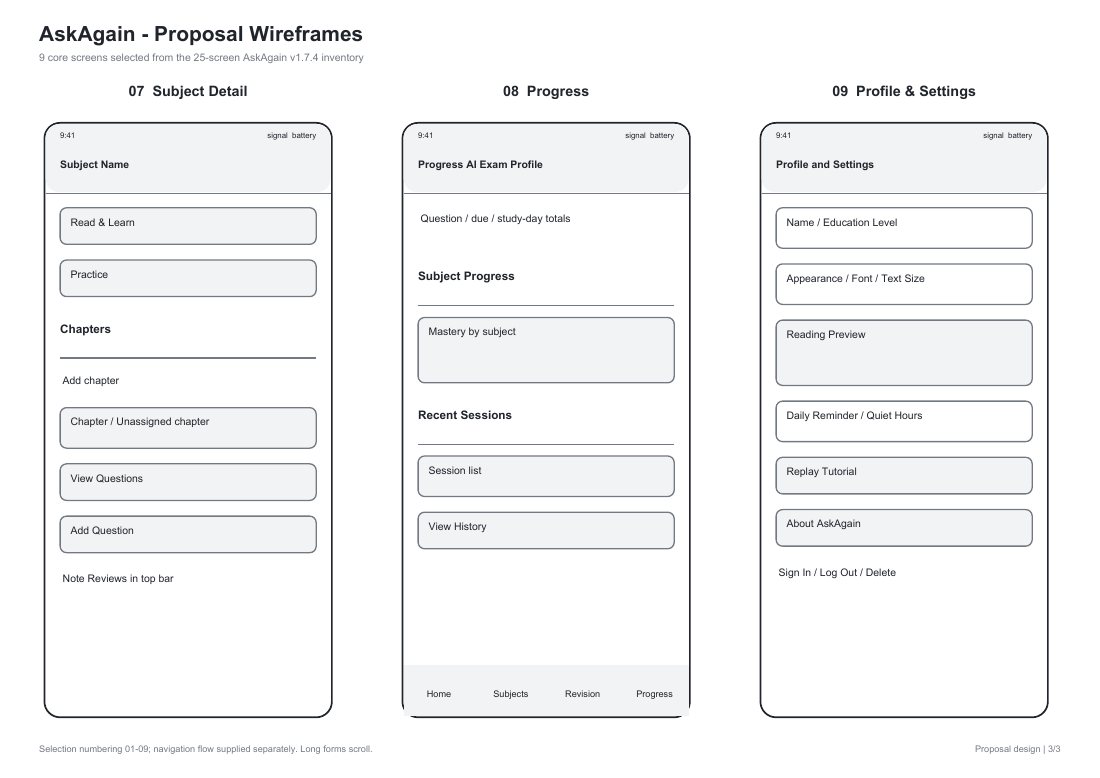 AskAgain - Proposal Wireframes
9 core screens selected from the 25-screen AskAgain v1.7.4 inventory
07 Subject Detail
9:41
signal battery
Subject Name
Read & Learn
Practice
Chapters
Add chapter
Chapter / Unassigned chapter
View Questions
Add Question
Note Reviews in top bar
08 Progress
9:41
signal battery
Progress AI Exam Profile
Question / due / study-day totals
Subject Progress
Mastery by subject
Recent Sessions
Session list
View History
Home Subjects Revision Progress
09 Profile & Settings
9:41
signal battery
Profile and Settings
Name / Education Level
Appearance / Font / Text Size
Reading Preview
Daily Reminder / Quiet Hours
Replay Tutorial
About AskAgain
Sign In / Log Out / Delete
Selection numbering 01-09; navigation flow supplied separately. Long forms scroll.
Proposal design | 3/3